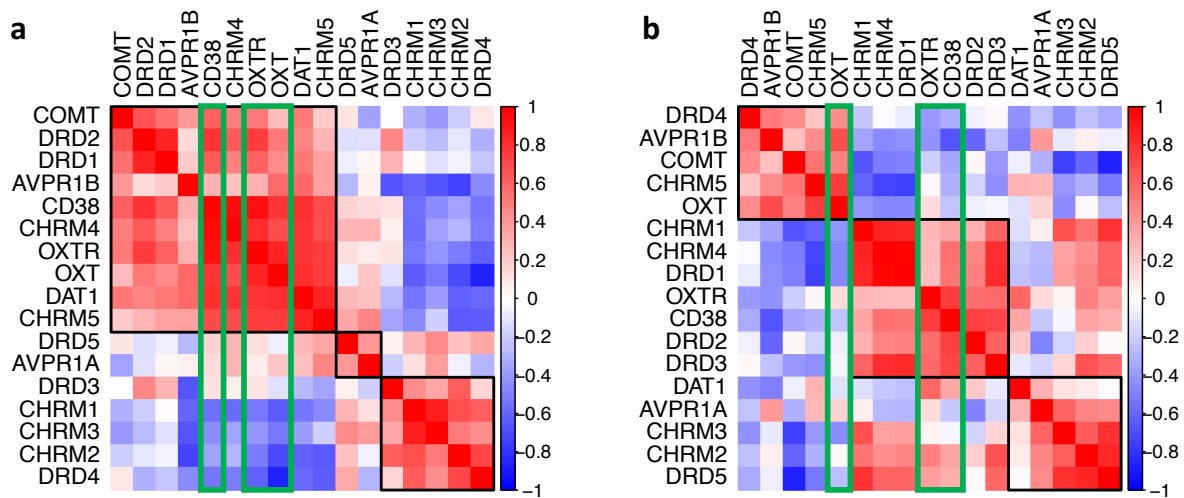 a
COMT
DRD2
DRD1
AVPR1B
CD38
CHRM4
OXTR
OXT
DAT1
CHRM5
DRD5
AVPR1A
DRD3
CHRM1
CHRM3
CHRM2
DRD4
COMT
DRD2
DRD1
AVPR1B
CD38
CHRM4
OXTR
OXT
DAT1
CHRM5
DRD5
AVPR1A
DRD3
CHRM1
CHRM3
CHRM2
DRD4
1
0.8
0.6
0.4
0.2
0
−0.2
−0.4
−0.6
−0.8
−1
b
DRD4
AVPR1B
COMT
CHRM5
OXT
CHRM1
CHRM4
DRD1
OXTR
CD38
DRD2
DRD3
DAT1
AVPR1A
CHRM3
CHRM2
DRD5
DRD4
AVPR1B
COMT
CHRM5
OXT
CHRM1
CHRM4
DRD1
OXTR
CD38
DRD2
DRD3
DAT1
AVPR1A
CHRM3
CHRM2
DRD5
1
0.8
0.6
0.4
0.2
0
−0.2
−0.4
−0.6
−0.8
−1